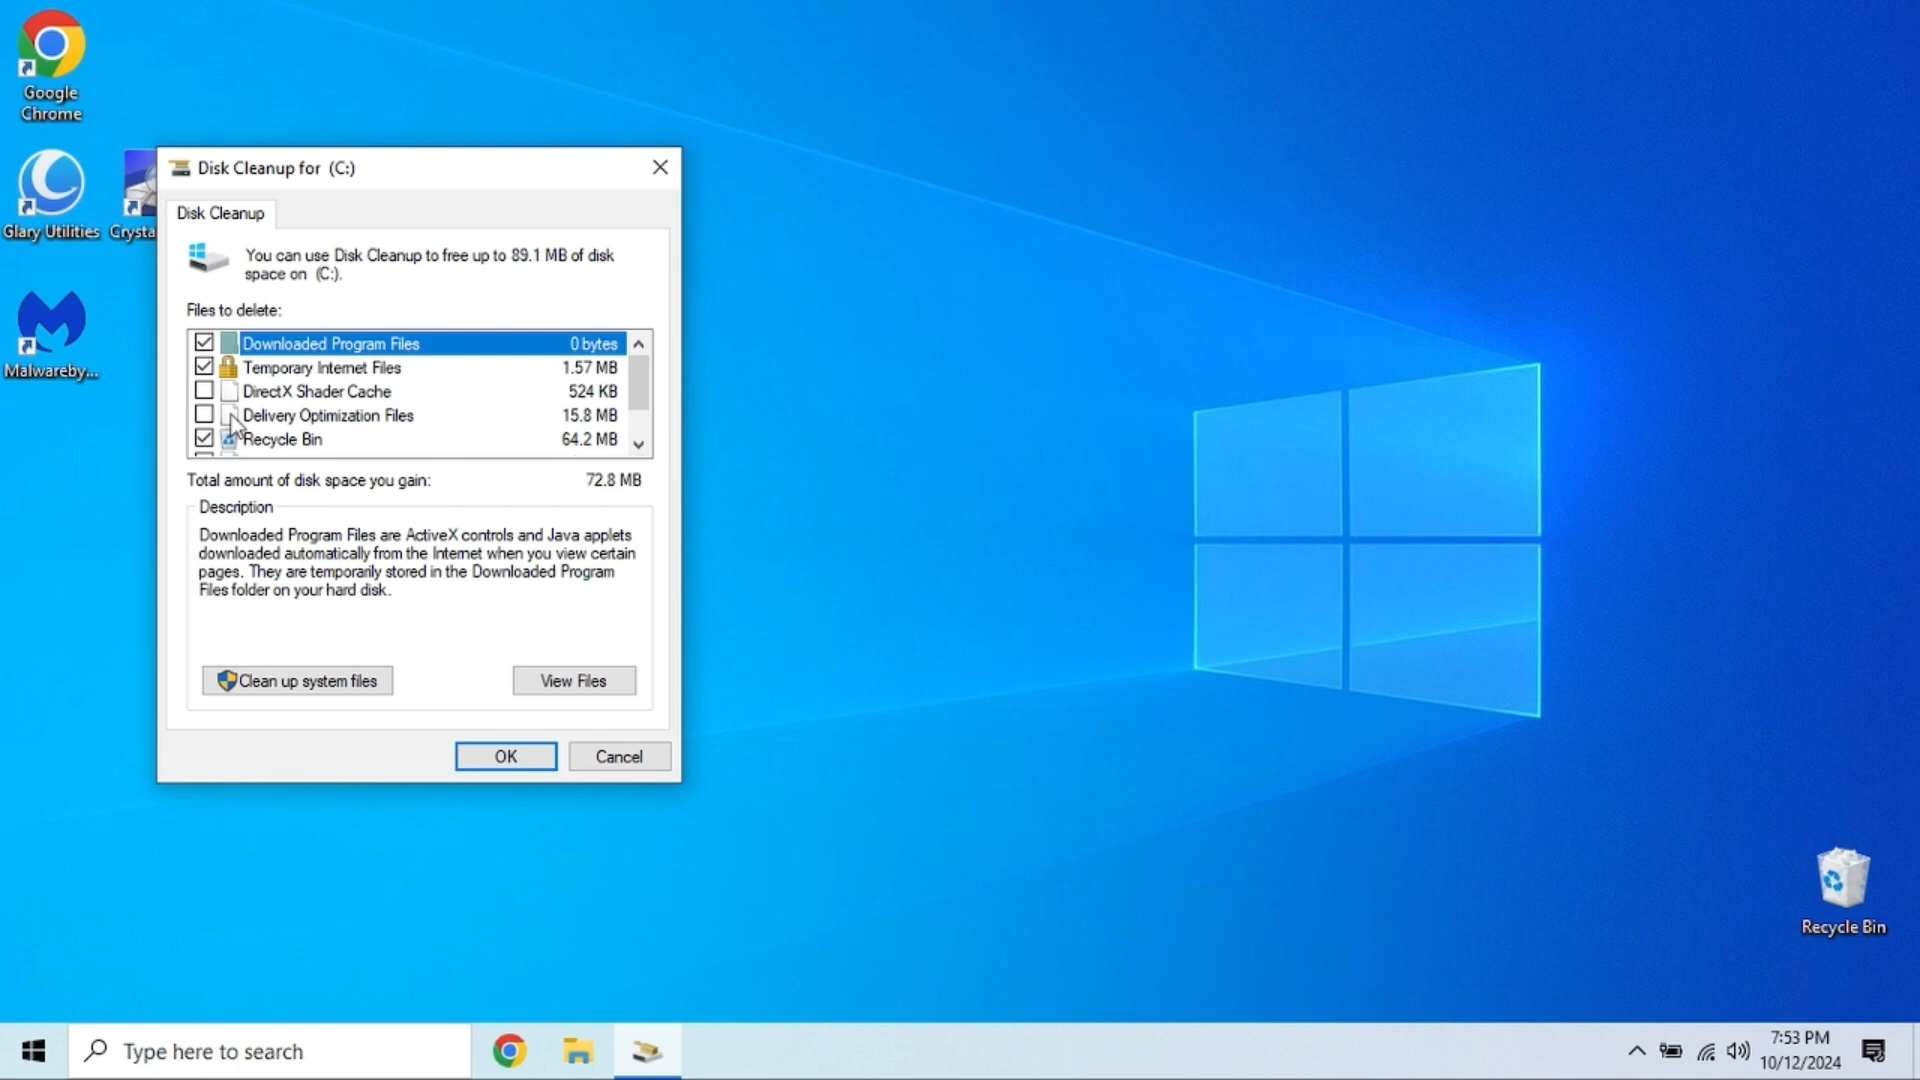 Google
Chrome
Glary Utilities
Crysta
Malwareby...
Disk Cleanup for (C:)
Disk Cleanup
You can use Disk Cleanup to free up to 89.1 MB of disk
space on (C:).
Files to delete:
Downloaded Program Files 0 bytes
Temporary Internet Files 1.57 MB
DirectX Shader Cache 524 KB
Delivery Optimization Files 15.8 MB
Recycle Bin 64.2 MB
Total amount of disk space you gain: 72.8 MB
Description
Downloaded Program Files are ActiveX controls and Java applets
downloaded automatically from the Internet when you view certain
pages. They are temporarily stored in the Downloaded Program
Files folder on your hard disk.
Clean up system files
View Files
OK
Cancel
Recycle Bin
Type here to search
7:53 PM
10/12/2024